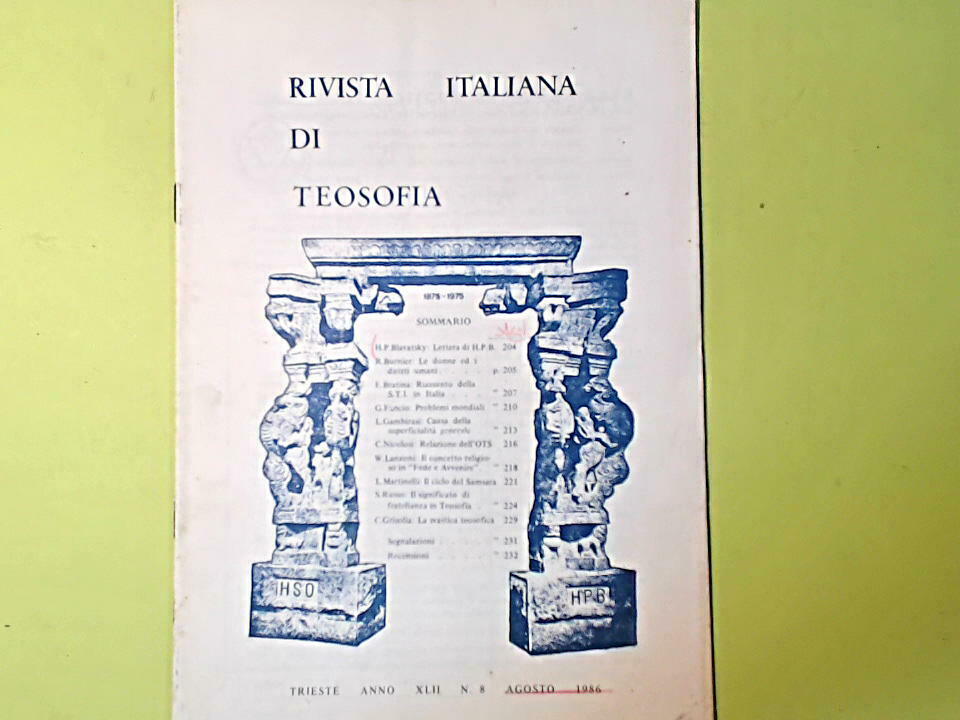 RIVISTA ITALIANA
DI
TEOSOFIA
1875-1975
SOMMARIO
H.P.Blavatsky: Lettera di H.P.B. 204
R.Burnier: Le donne ed i
diritti umani . . . . . p. 205
F.Bratina: Riassunto della
S.T.I. in Italia . . . " 207
G.Fancio: Problemi mondiali " 210
L.Gambirasi: Causa della
superficialità generale " 213
C.Nicolosi: Relazione dell'OTS 216
W.Lanzoni: Il concetto religio-
so in "Fede e Avvenire" " 218
L.Martinelli: Il ciclo del Samsara 221
S.Russo: Il significato di
fratellanza in Teosofia . " 224
C.Grisolia: La mistica teosofica 229
Segnalazioni . . . . . " 231
Recensioni . . . . . " 232
HSO
HPB
TRIESTE ANNO XLII N. 8 AGOSTO 1986